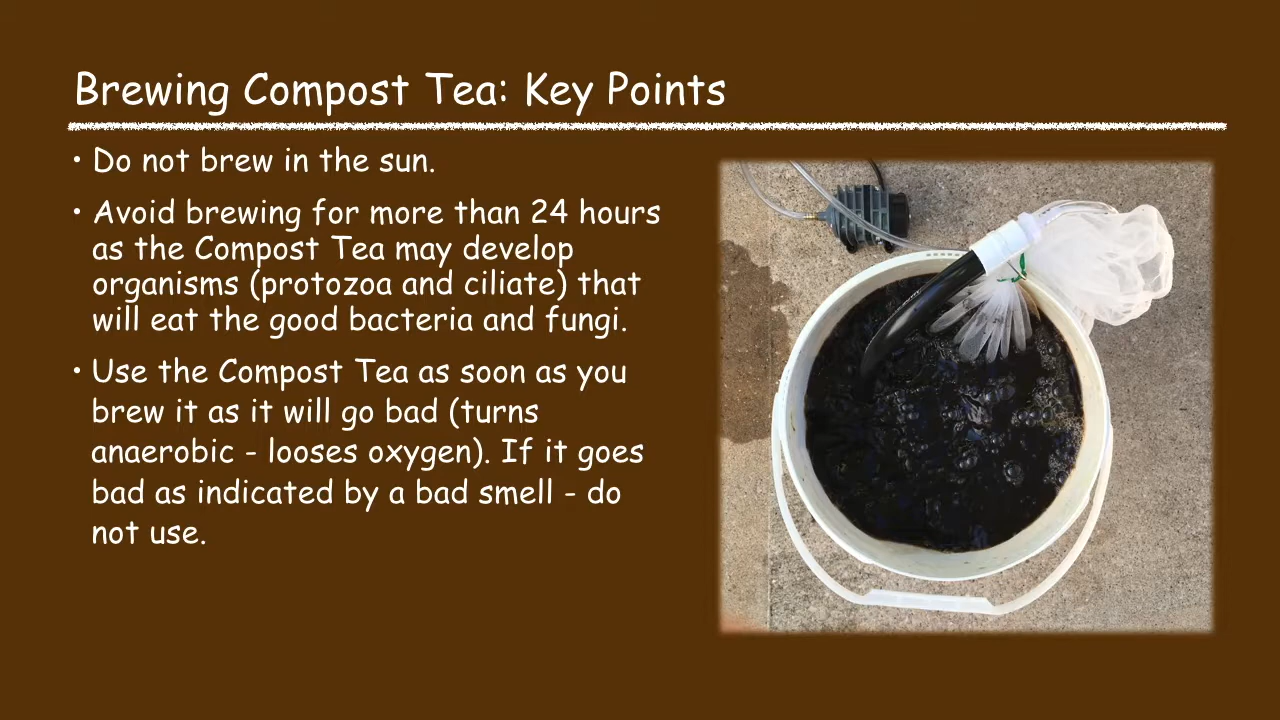 Brewing Compost Tea: Key Points
• Do not brew in the sun.
• Avoid brewing for more than 24 hours
as the Compost Tea may develop
organisms (protozoa and ciliate) that
will eat the good bacteria and fungi.
• Use the Compost Tea as soon as you
brew it as it will go bad (turns
anaerobic - looses oxygen). If it goes
bad as indicated by a bad smell - do
not use.